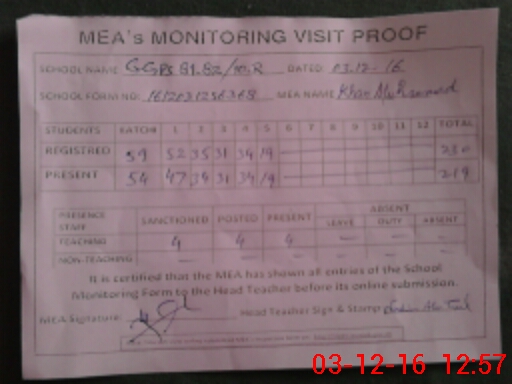 MEA's MONITORING VISIT PROOF
SCHOOL NAME GGPS 81.82/10.R DATED 03.12-16
SCHOOL FORM NO: MEA NAME Khan Muhammad
STUDENTS KATCHI 1 2 3 4 5 6 7 8 9 10 11 12 TOTAL
REGISTRED 59 52 35 31 34 19 230
PRESENT 54 47 34 31 34 19 219
PRESENCE STAFF SANCTIONED POSTED PRESENT ABSENT
LEAVE DUTY ABSENT
TEACHING 4 4 4 — — —
NON-TEACHING — — — — — —
It is certified that the MEA has shown all entries of the School
Monitoring Form to the Head Teacher before its online submission.
MEA Signature: Head Teacher Sign & Stamp
03-12-16 12:57